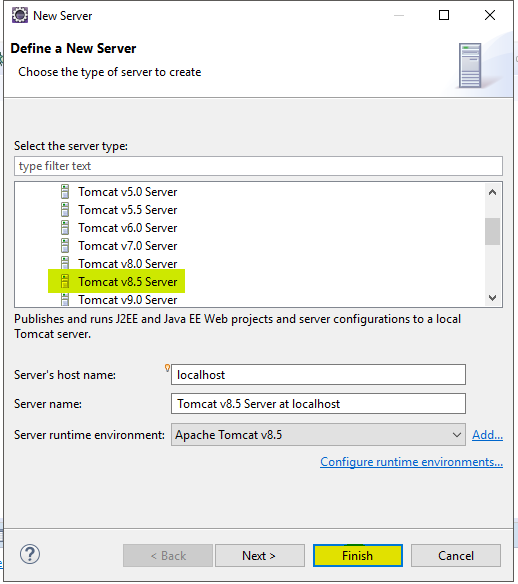 New Server
Define a New Server
Choose the type of server to create
Select the server type:
type filter text
Tomcat v5.0 Server
Tomcat v5.5 Server
Tomcat v6.0 Server
Tomcat v7.0 Server
Tomcat v8.0 Server
Tomcat v8.5 Server
Tomcat v9.0 Server
Publishes and runs J2EE and Java EE Web projects and server configurations to a local
Tomcat server.
Server's host name: localhost
Server name: Tomcat v8.5 Server at localhost
Server runtime environment: Apache Tomcat v8.5 Add...
Configure runtime environments...
? < Back Next > Finish Cancel